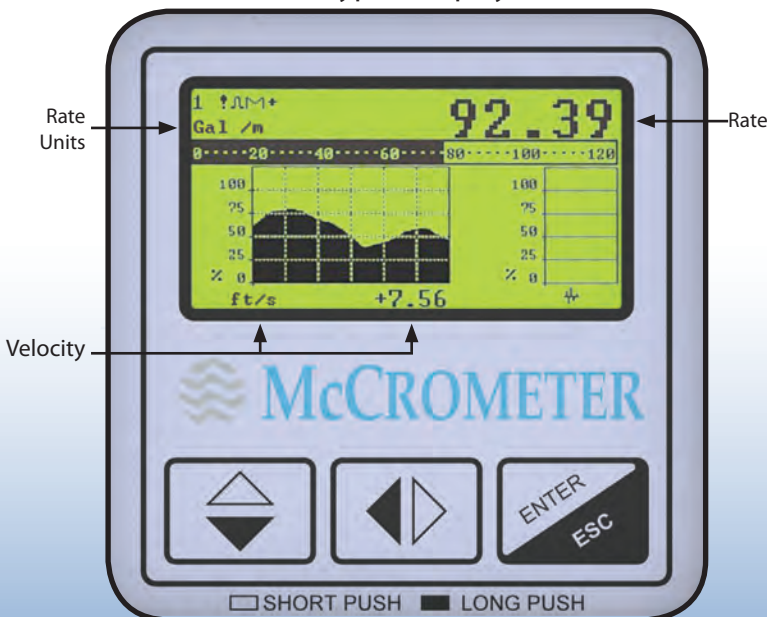 1
Gal /m
92.39
Rate Units
Rate
0 20 40 60 80 100 120
100
75
50
25
% 0
100
75
50
25
% 0
ft/s +7.56
Velocity
McCROMETER
ENTER
ESC
SHORT PUSH LONG PUSH